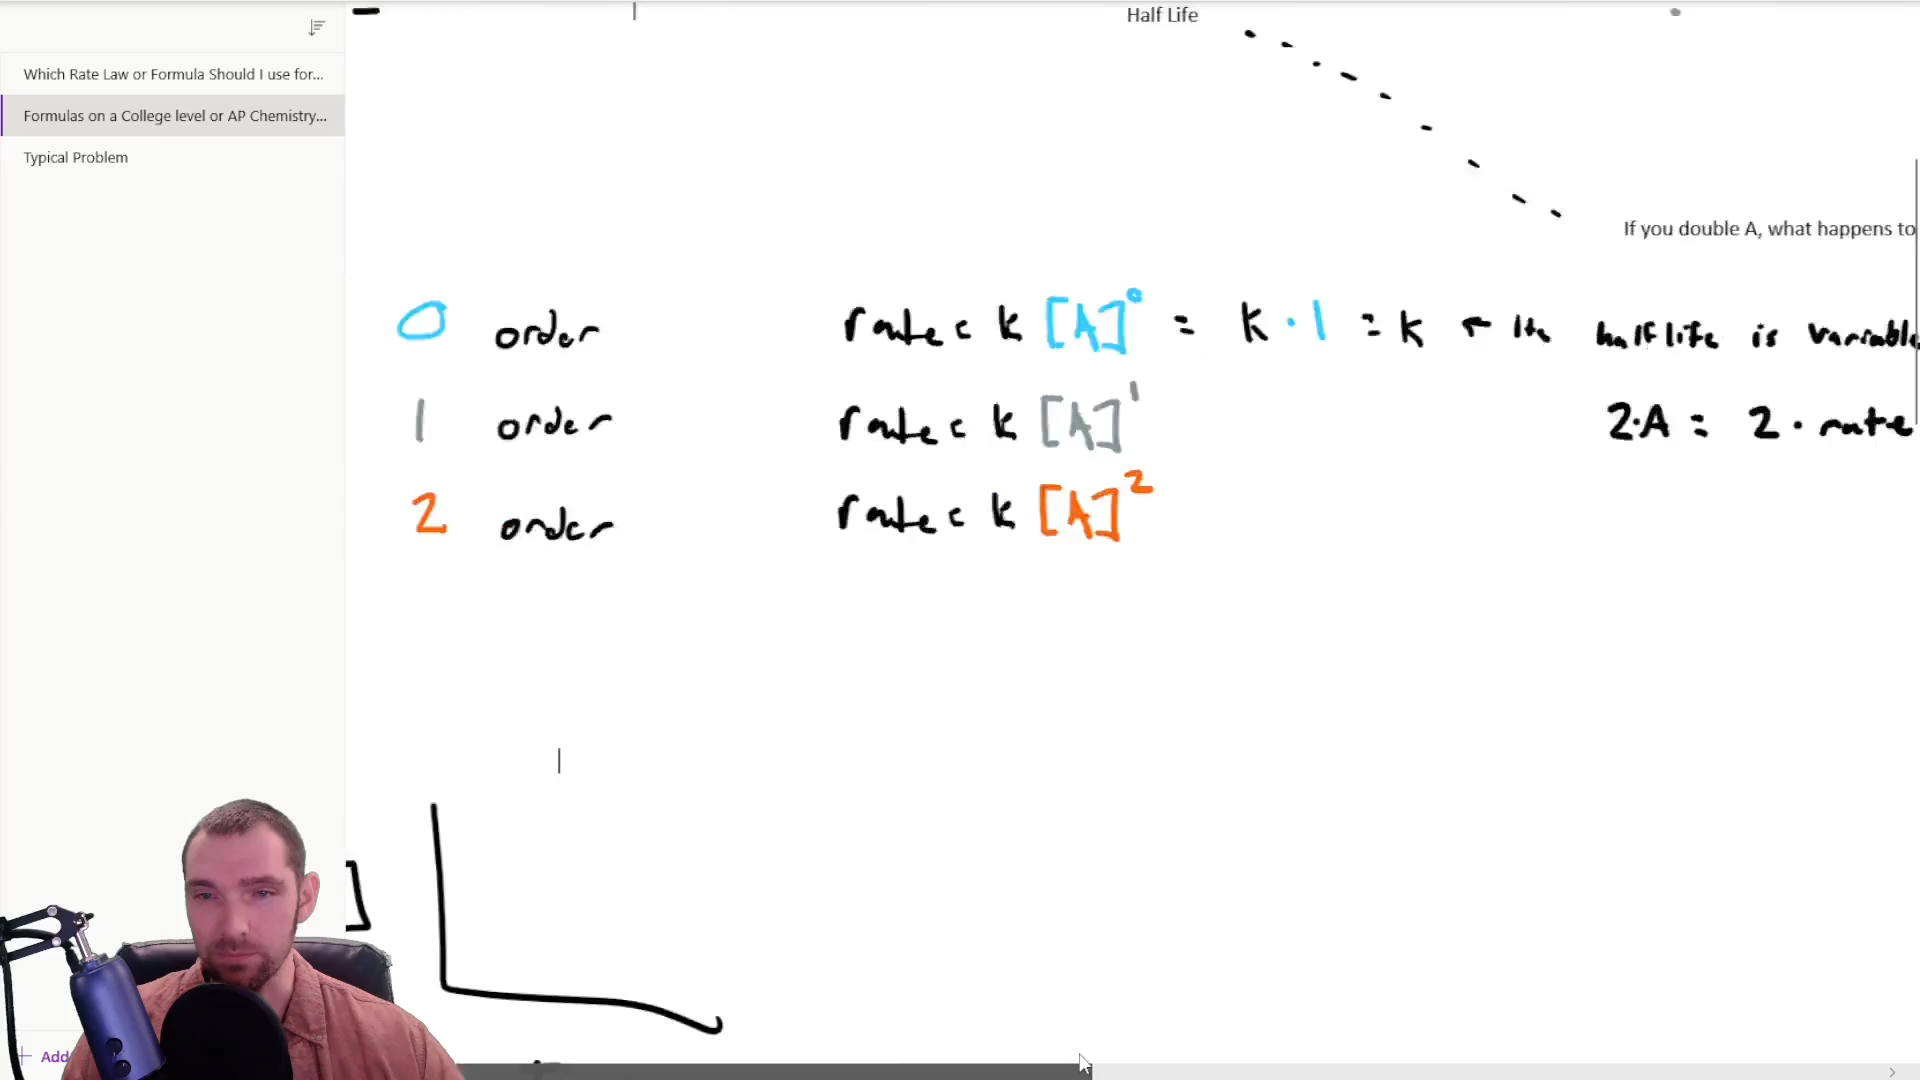 Which Rate Law or Formula Should I use for...
Formulas on a College level or AP Chemistry...
Typical Problem
Add
Half Life
If you double A, what happens to
0 order rate = k [A]⁰ = k · 1 = k ← the half life is variable
1 order rate = k [A]¹ 2·A = 2 · rate
2 order rate = k [A]²